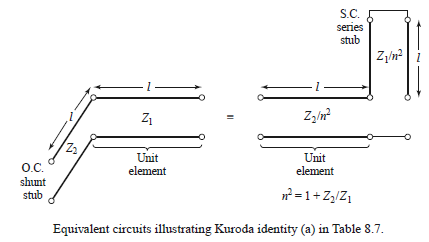 S.C.
series
stub
Z₁/n²
l
l
l
l
Z₁
=
Z₂/n²
Z₂
O.C.
shunt
stub
Unit
element
Unit
element
n² = 1 + Z₂/Z₁
Equivalent circuits illustrating Kuroda identity (a) in Table 8.7.